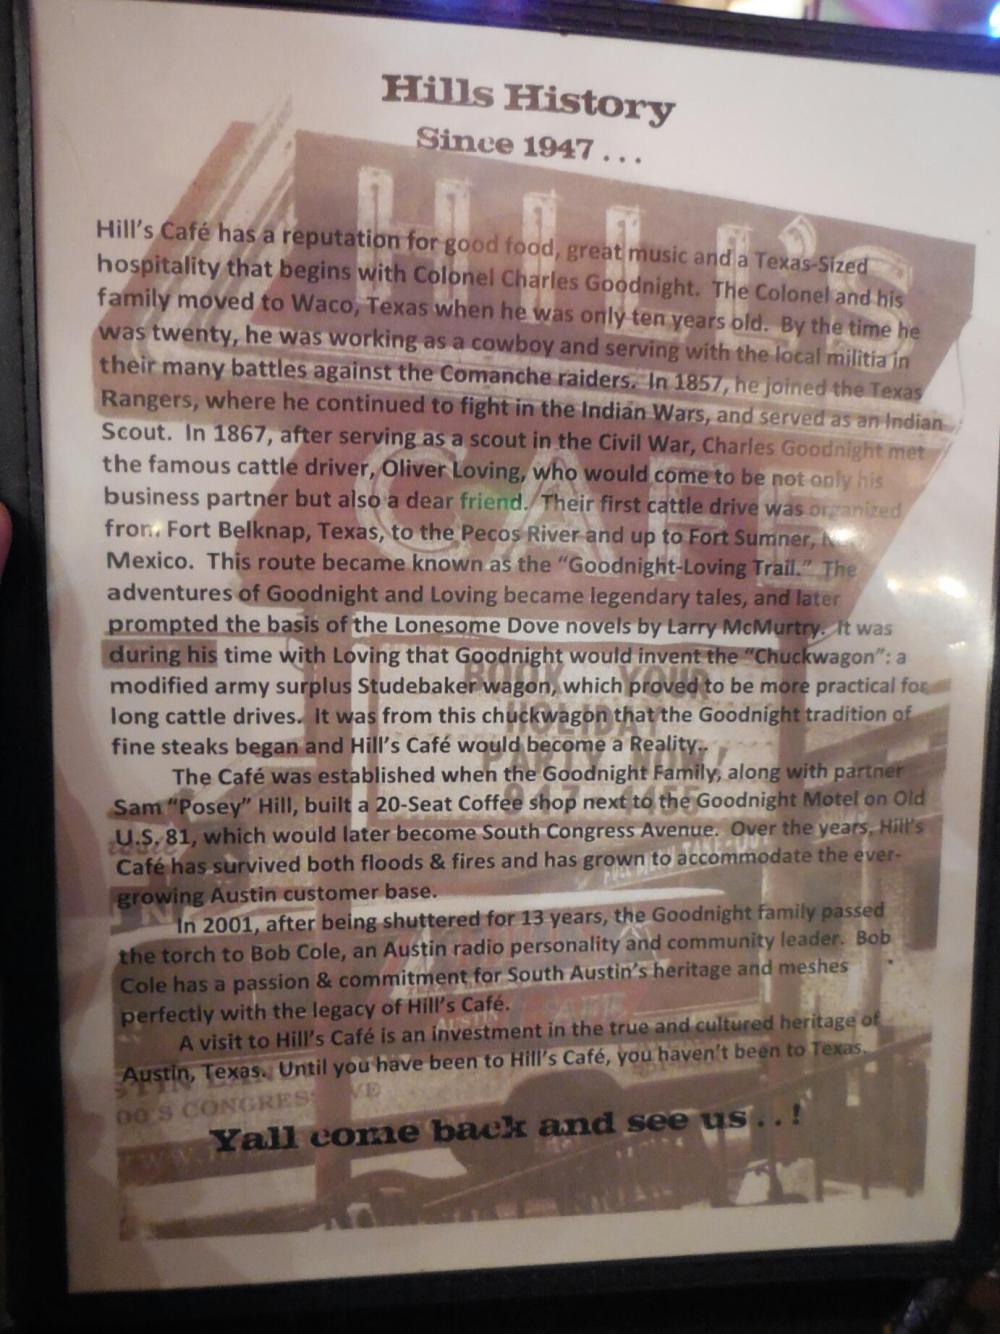 Hills History
Since 1947 . . .
HILL'S
CAFE
Hill's Café has a reputation for good food, great music and a Texas-Sized
hospitality that begins with Colonel Charles Goodnight. The Colonel and his
family moved to Waco, Texas when he was only ten years old. By the time he
was twenty, he was working as a cowboy and serving with the local militia in
their many battles against the Comanche raiders. In 1857, he joined the Texas
Rangers, where he continued to fight in the Indian Wars, and served as an Indian
Scout. In 1867, after serving as a scout in the Civil War, Charles Goodnight met
the famous cattle driver, Oliver Loving, who would come to be not only his
business partner but also a dear friend. Their first cattle drive was organized
from Fort Belknap, Texas, to the Pecos River and up to Fort Sumner, New
Mexico. This route became known as the "Goodnight-Loving Trail." The
adventures of Goodnight and Loving became legendary tales, and later
prompted the basis of the Lonesome Dove novels by Larry McMurtry. It was
during his time with Loving that Goodnight would invent the "Chuckwagon": a
modified army surplus Studebaker wagon, which proved to be more practical for
long cattle drives. It was from this chuckwagon that the Goodnight tradition of
fine steaks began and Hill's Café would become a Reality..
BOOK YOUR
HOLIDAY
PARTY NOW!
The Café was established when the Goodnight Family, along with partner
Sam "Posey" Hill, built a 20-Seat Coffee shop next to the Goodnight Motel on Old
U.S. 81, which would later become South Congress Avenue. Over the years, Hill's
Café has survived both floods & fires and has grown to accommodate the ever-
growing Austin customer base.
In 2001, after being shuttered for 13 years, the Goodnight family passed
the torch to Bob Cole, an Austin radio personality and community leader. Bob
Cole has a passion & commitment for South Austin's heritage and meshes
perfectly with the legacy of Hill's Café.
A visit to Hill's Café is an investment in the true and cultured heritage of
Austin, Texas. Until you have been to Hill's Café, you haven't been to Texas.
00 S CONGRESS AVE
Yall come back and see us . . !